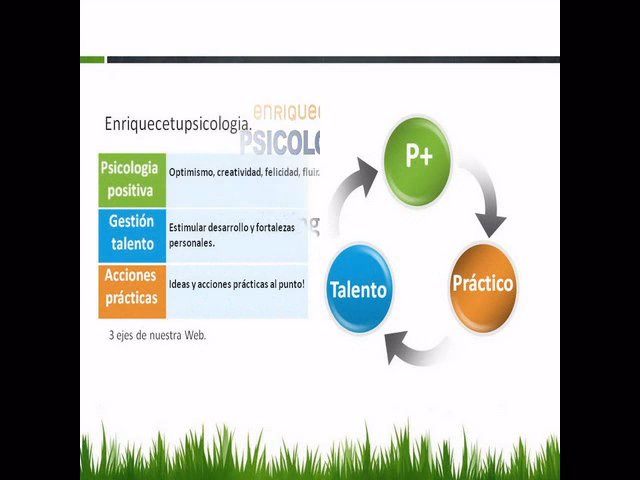 Enriquecetupsicologia.
ENRIQUEC
PSICOLO
Psicologia
positiva
Optimismo, creatividad, felicidad, fluir.
Gestión
talento
Estimular desarrollo y fortalezas
personales.
Acciones
prácticas
Ideas y acciones prácticas al punto!
3 ejes de nuestra Web.
P+
Talento
Práctico